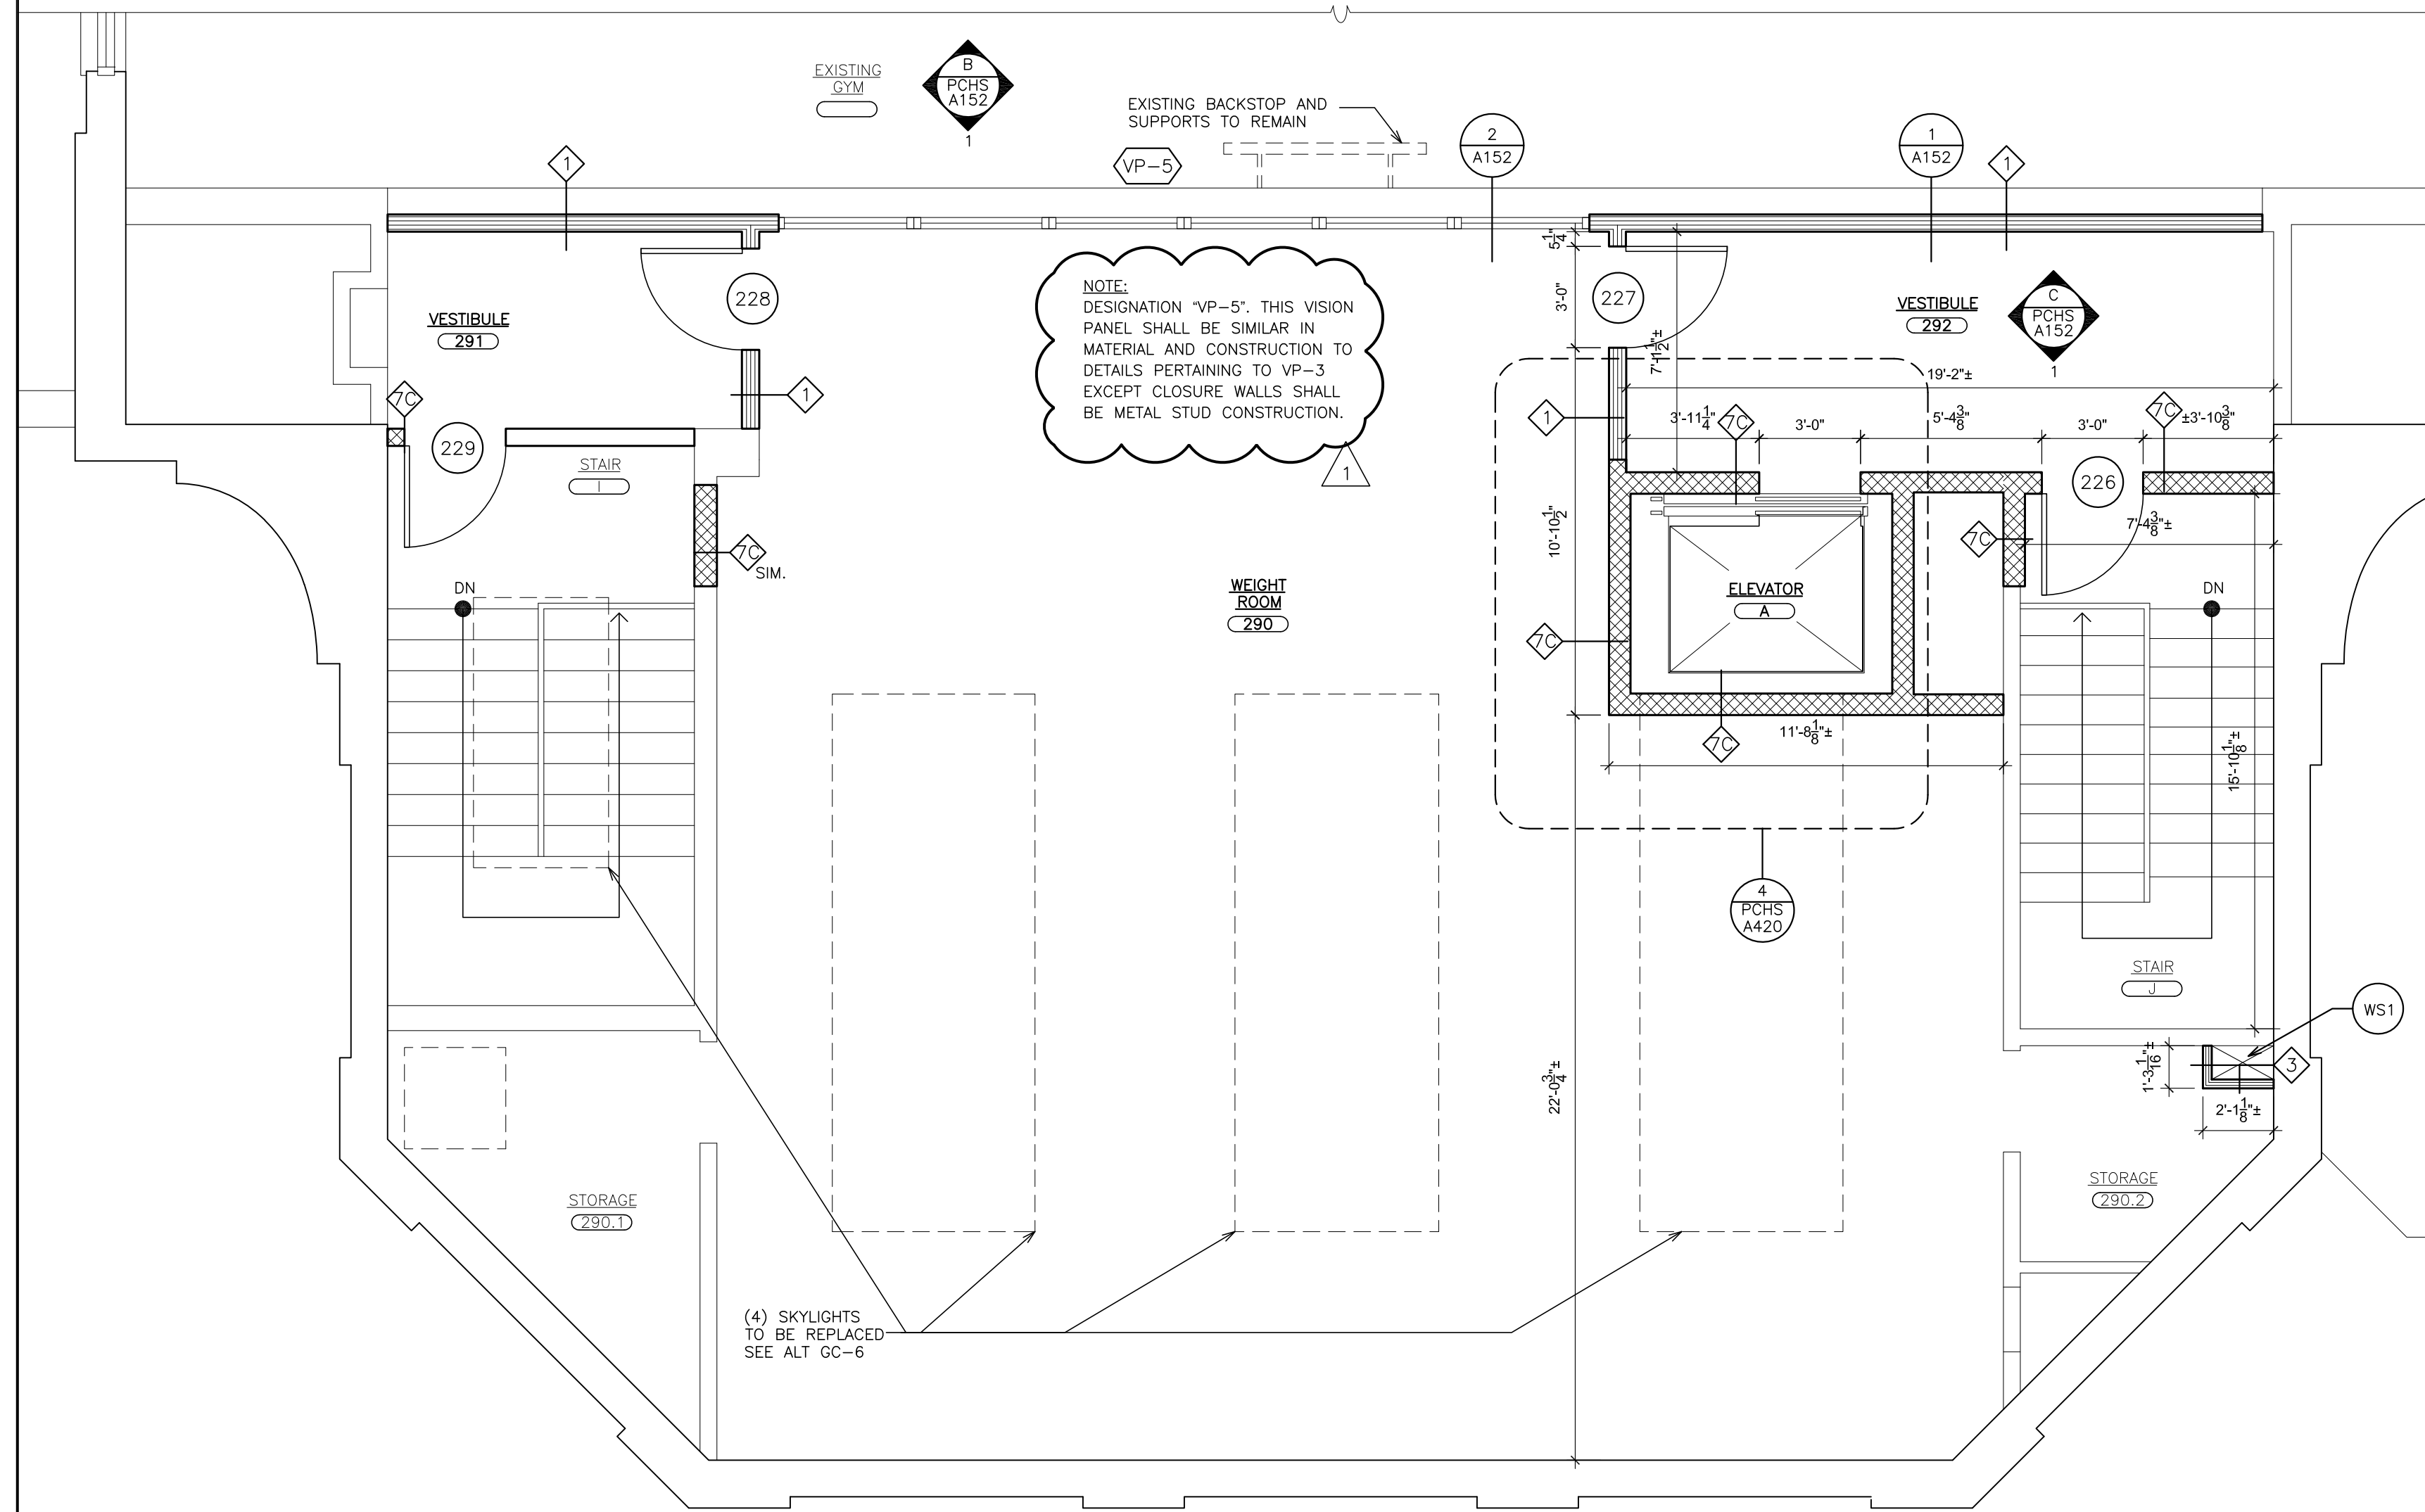 EXISTING
GYM
B
PCHS
A152
1
EXISTING BACKSTOP AND
SUPPORTS TO REMAIN
VP-5
2
A152
1
A152
1
1
NOTE:
DESIGNATION "VP-5". THIS VISION
PANEL SHALL BE SIMILAR IN
MATERIAL AND CONSTRUCTION TO
DETAILS PERTAINING TO VP-3
EXCEPT CLOSURE WALLS SHALL
BE METAL STUD CONSTRUCTION.
1
VESTIBULE
291
228
1
7C
229
STAIR
I
7C
SIM.
DN
5 1/4"
3'-0"
227
7'-1 1/2"±
VESTIBULE
292
C
PCHS
A152
1
19'-2"±
1
3'-11 1/4"
7C
3'-0"
5'-4 3/8"
3'-0"
7C
±3'-10 3/8"
226
7'-4 3/8"±
7C
10'-10 1/2"
WEIGHT
ROOM
290
7C
ELEVATOR
A
DN
7C
11'-8 1/8"±
15'-10 1/8"±
4
PCHS
A420
STAIR
J
WS1
3
1'-3 1/16"±
2'-1 1/8"±
22'-0 3/4"±
STORAGE
290.1
STORAGE
290.2
(4) SKYLIGHTS
TO BE REPLACED
SEE ALT GC-6